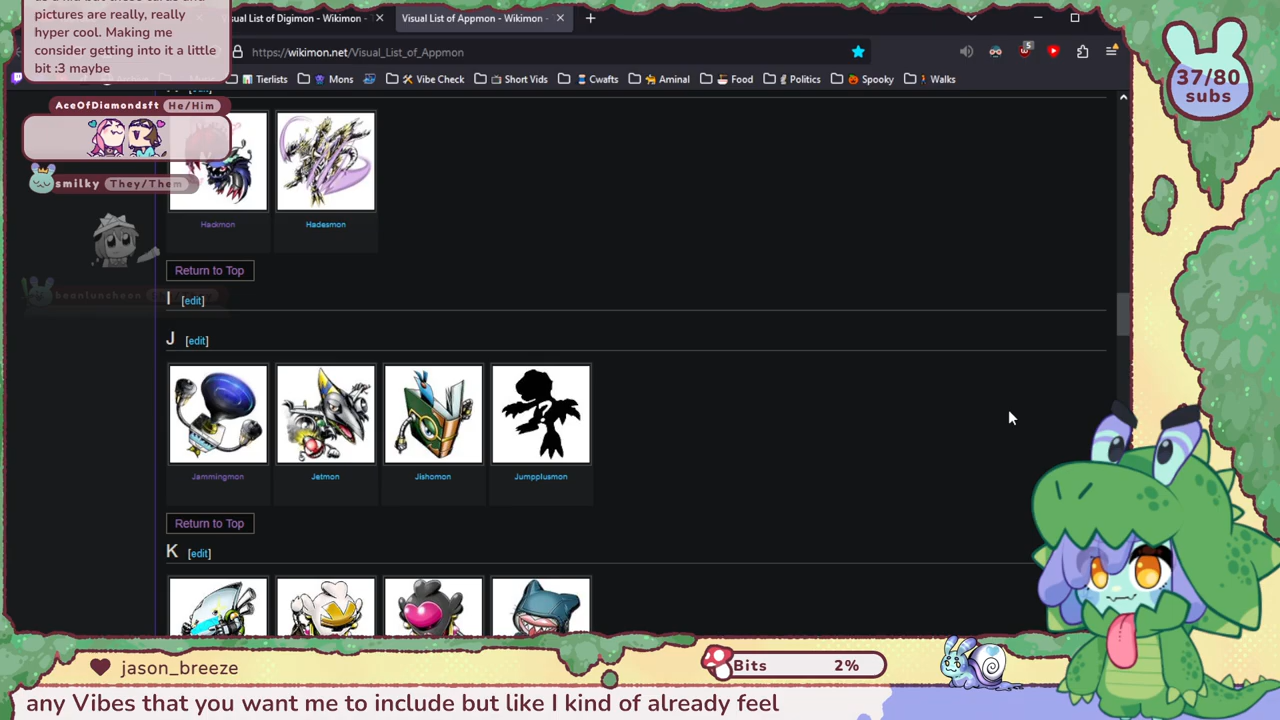 pictures are really, really
hyper cool. Making me
consider getting into it a little
bit :3 maybe
AceOfDiamondsft He/Him
smilky They/Them
Visual List of Digimon - Wikimon
Visual List of Appmon - Wikimon
https://wikimon.net/Visual_List_of_Appmon
5
Tierlists
Mons
Vibe Check
Short Vids
Cwafts
Aminal
Food
Politics
Spooky
Walks
37/80
subs
Hackmon
Hadesmon
Return to Top
I [edit]
J [edit]
Jammingmon
Jetmon
Jishomon
Jumpplusmon
Return to Top
K [edit]
jason_breeze
Bits 2%
any Vibes that you want me to include but like I kind of already feel